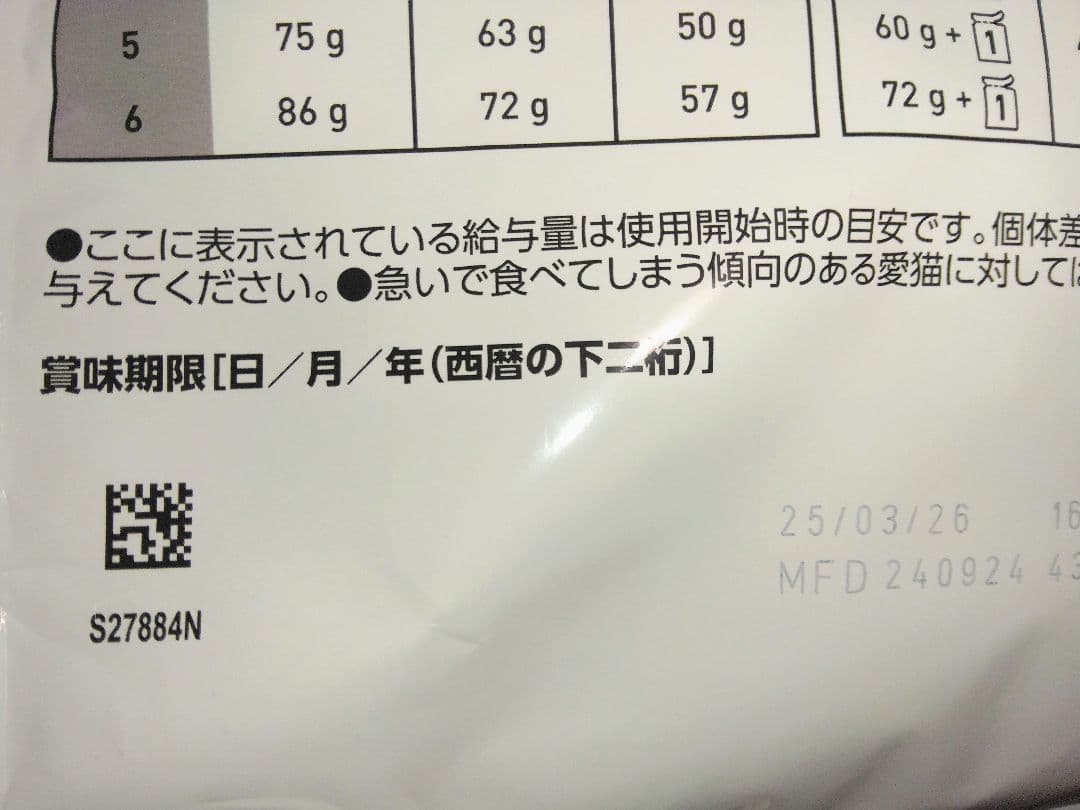 5 75 g 63 g 50 g 60 g + 1
6 86 g 72 g 57 g 72 g + 1
●ここに表示されている給与量は使用開始時の目安です。個体差
与えてください。●急いで食べてしまう傾向のある愛猫に対しては
賞味期限[日／月／年(西暦の下二桁)]
25/03/26 16
MFD 240924 43
S27884N